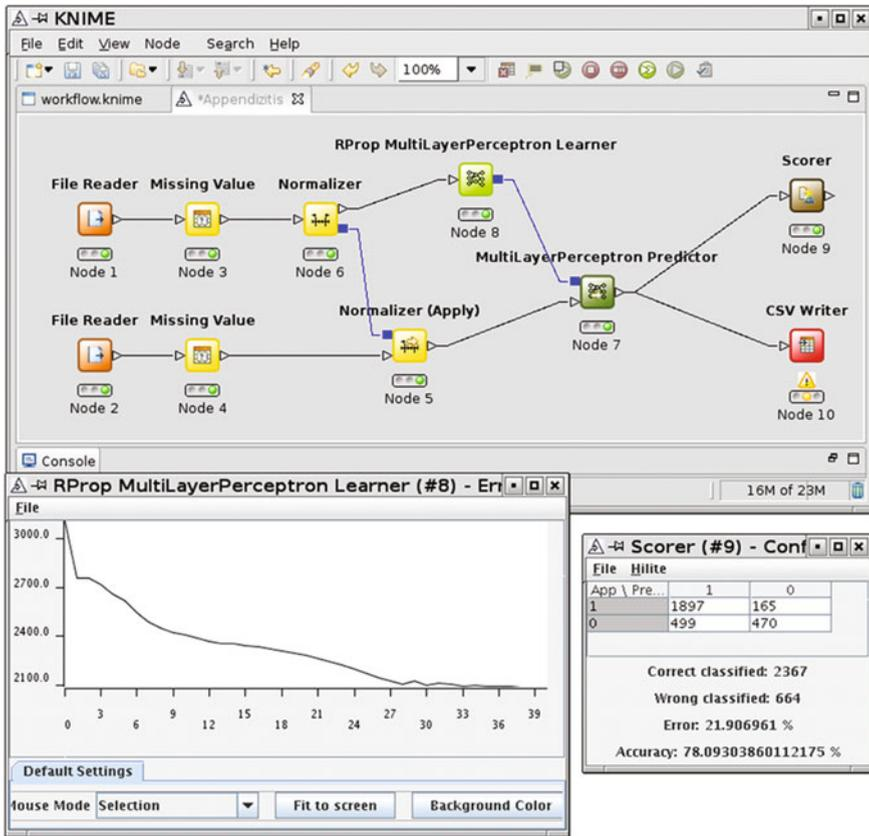 KNIME
File Edit View Node Search Help
100%
workflow.knime
*Appendizitis
RProp MultiLayerPerceptron Learner
Scorer
File Reader Missing Value Normalizer
Node 8
Node 9
Node 1
Node 3
Node 6
MultiLayerPerceptron Predictor
Normalizer (Apply)
CSV Writer
File Reader Missing Value
Node 7
Node 2
Node 4
Node 5
Node 10
Console
16M of 23M
RProp MultiLayerPerceptron Learner (#8) - Err
File
3000.0
2700.0
2400.0
2100.0
0 3 6 9 12 15 18 21 24 27 30 33 36 39
Default Settings
Mouse Mode Selection Fit to screen Background Color
Scorer (#9) - Conf
File Hilite
App \ Pre... 1 0
1 1897 165
0 499 470
Correct classified: 2367
Wrong classified: 664
Error: 21.906961 %
Accuracy: 78.09303860112175 %